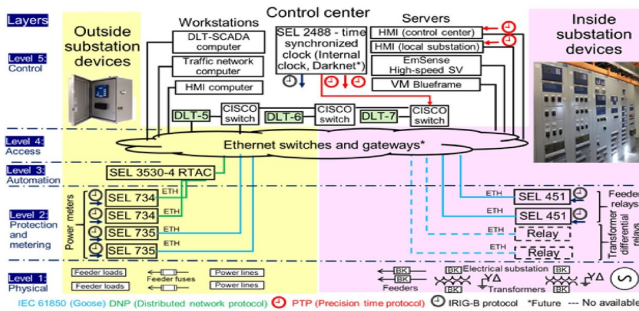 Layers
Control center
Outside
substation
devices
Workstations
DLT-SCADA
computer
Traffic network
computer
HMI computer
SEL 2488 - time
synchronized
clock (Internal
clock, Darknet*)
Servers
HMI (control center)
HMI (local substation)
EmSense
High-speed SV
VM Blueframe
Inside
substation
devices
Level 5:
Control
DLT-5
CISCO
switch
DLT-6
CISCO
switch
DLT-7
CISCO
switch
Level 4:
Access
Ethernet switches and gateways*
Level 3:
Automation
SEL 3530-4 RTAC
Level 2:
Protection
and
metering
Power meters
ETH
SEL 734
ETH
SEL 734
ETH
SEL 735
ETH
SEL 735
ETH
SEL 451
ETH
SEL 451
ETH
Relay
ETH
Relay
Feeder
relays
Transformer
differential
relays
Level 1:
Physical
Feeder loads
Feeder loads
Feeder fuses
Power lines
Power lines
BK
BK
Feeders
Electrical substation
BK
BK
BK
BK
Transformers
YΔ
YΔ
IEC 61850 (Goose) DNP (Distributed network protocol) PTP (Precision time protocol) IRIG-B protocol *Future --- No available